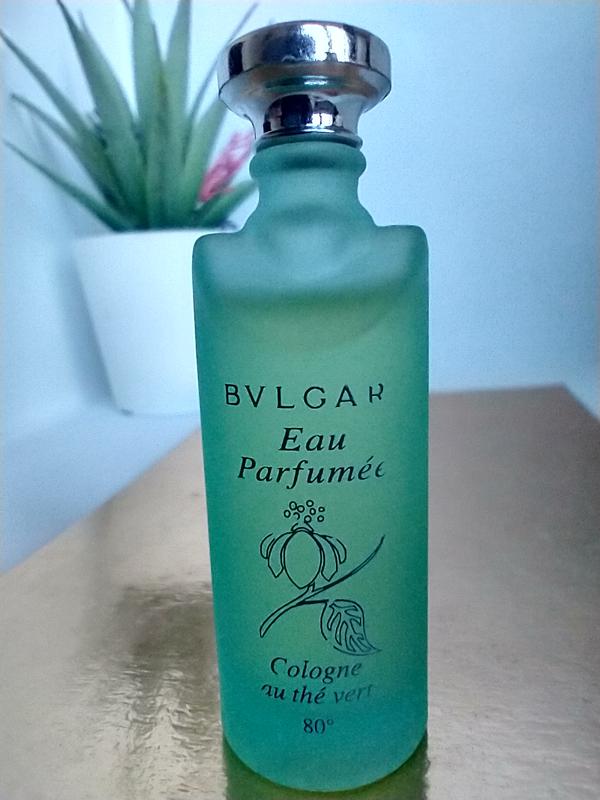 BVLGAR
Eau
Parfumée
Cologne
au thé vert
80°